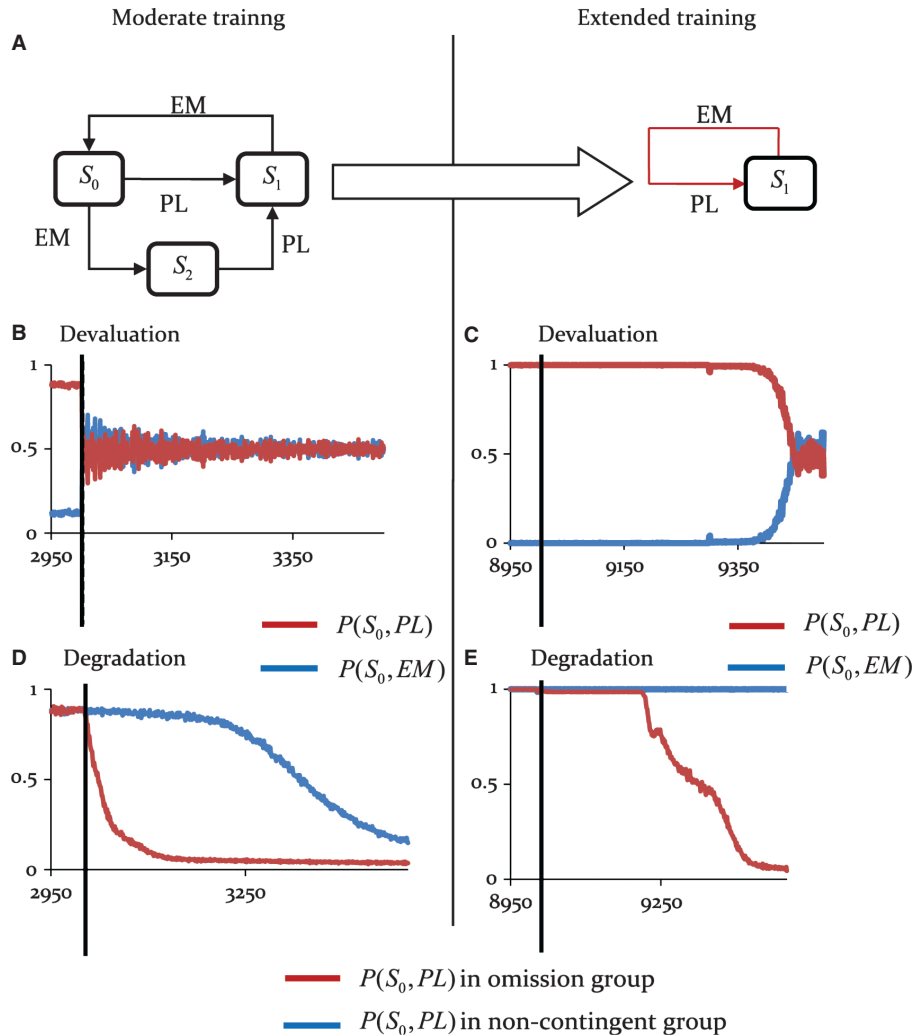 Moderate trainng
Extended training
A
EM
S0
PL
S1
EM
S2
PL
EM
PL
S1
B
Devaluation
1
0.5
0
2950
3150
3350
C
Devaluation
1
0.5
0
8950
9150
9350
P(S0, PL)
P(S0, EM)
P(S0, PL)
P(S0, EM)
D
Degradation
1
0.5
0
2950
3250
E
Degradation
1
0.5
0
8950
9250
P(S0, PL) in omission group
P(S0, PL) in non-contingent group